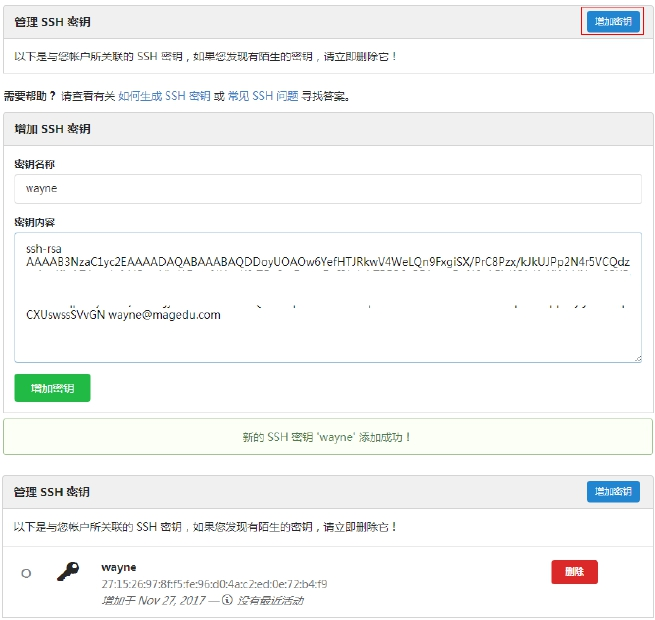 管理 SSH 密钥
增加密钥
以下是与您帐户所关联的 SSH 密钥，如果您发现有陌生的密钥，请立即删除它！
需要帮助？ 请查看有关 如何生成 SSH 密钥 或 常见 SSH 问题 寻找答案。
增加 SSH 密钥
密钥名称
wayne
密钥内容
ssh-rsa
AAAAB3NzaC1yc2EAAAADAQABAAABAQDDoyUOAOw6YefHTJRkwV4WeLQn9FxgiSX/PrC8Pzx/kJkUJPp2N4r5VCQdz
CXUswssSVvGN wayne@magedu.com
增加密钥
新的 SSH 密钥 'wayne' 添加成功！
管理 SSH 密钥
增加密钥
以下是与您帐户所关联的 SSH 密钥，如果您发现有陌生的密钥，请立即删除它！
wayne
27:15:26:97:8f:f5:fe:96:d0:4a:c2:ed:0e:72:b4:f9
增加于 Nov 27, 2017 — 没有最近活动
删除